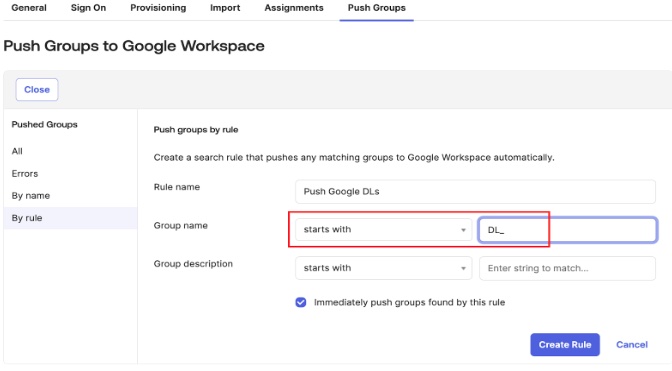 General Sign On Provisioning Import Assignments Push Groups
Push Groups to Google Workspace
Close
Pushed Groups
All
Errors
By name
By rule
Push groups by rule
Create a search rule that pushes any matching groups to Google Workspace automatically.
Rule name Push Google DLs
Group name starts with DL_
Group description starts with Enter string to match...
Immediately push groups found by this rule
Create Rule Cancel